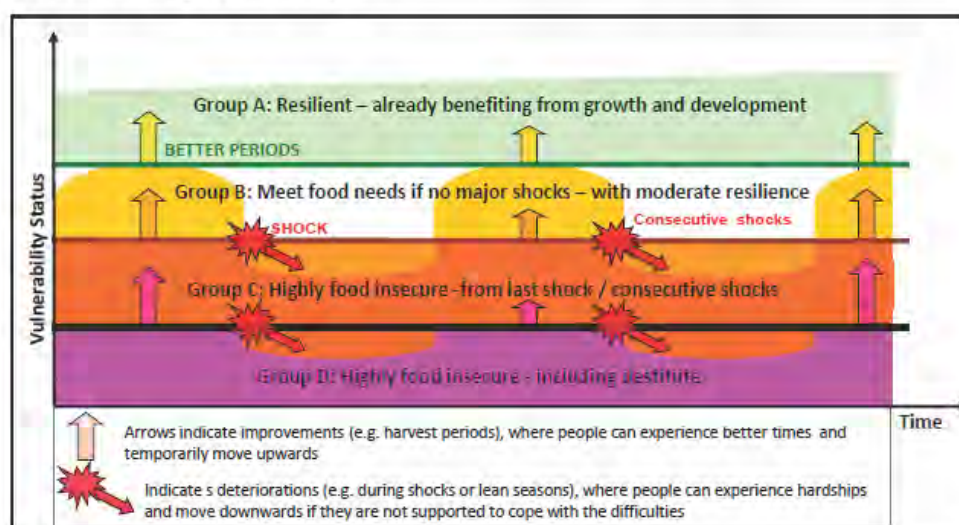 Vulnerability Status
Group A: Resilient – already benefiting from growth and development
BETTER PERIODS
Group B: Meet food needs if no major shocks – with moderate resilience
SHOCK
Consecutive shocks
Group C: Highly food insecure -from last shock / consecutive shocks
Group D: Highly food insecure - including destitute
Time
Arrows indicate improvements (e.g. harvest periods), where people can experience better times and
temporarily move upwards
Indicate s deteriorations (e.g. during shocks or lean seasons), where people can experience hardships
and move downwards if they are not supported to cope with the difficulties